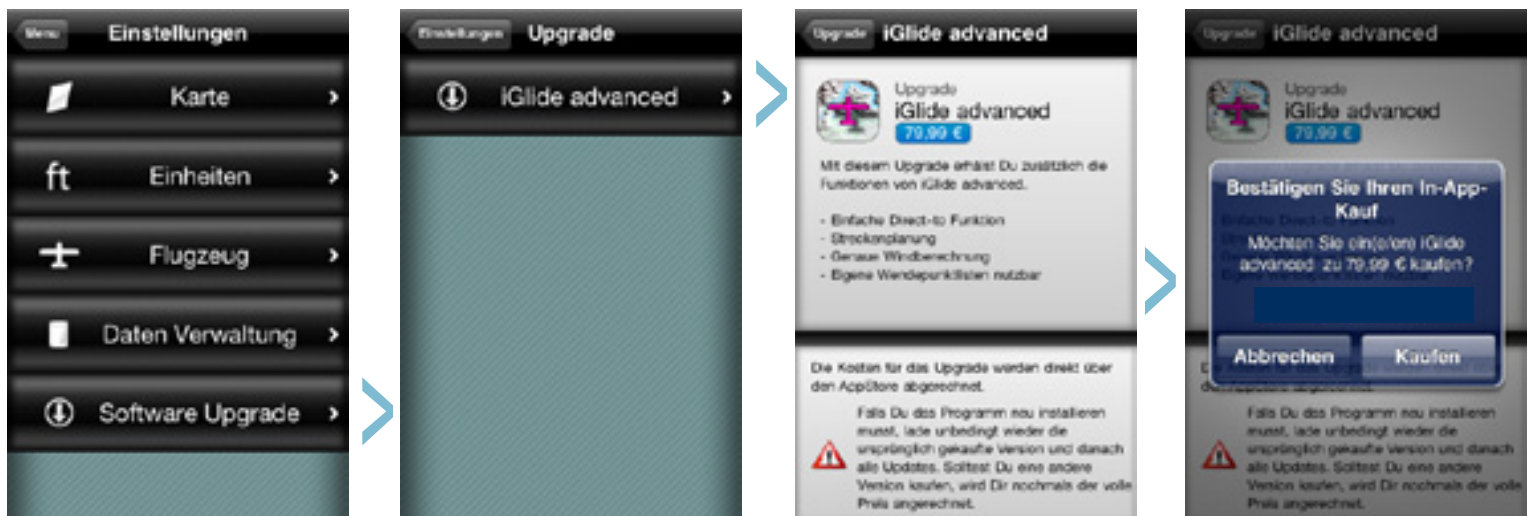 Menu
Einstellungen
Karte
ft
Einheiten
Flugzeug
Daten Verwaltung
Software Upgrade
Einstellungen
Upgrade
iGlide advanced
Upgrade
iGlide advanced
Upgrade
iGlide advanced
79,99 €
Mit diesem Upgrade erhälst Du zusätzlich die
Funktionen von iGlide advanced.
- Einfache Direct-to Funktion
- Streckenplanung
- Genaue Windberechnung
- Eigene Wendepunktlisten nutzbar
Die Kosten für das Upgrade werden direkt über
den AppStore abgerechnet.
Falls Du das Programm neu installieren
musst, lade unbedingt wieder die
ursprünglich gekaufte Version und danach
alle Updates. Solltest Du eine andere
Version kaufen, wird Dir nochmals der volle
Preis angerechnet.
Upgrade
iGlide advanced
Upgrade
iGlide advanced
79,99 €
Bestätigen Sie Ihren In-App-
Kauf
Möchten Sie ein(e/en) iGlide
advanced zu 79,99 € kaufen?
Abbrechen
Kaufen
den AppStore abgerechnet.
Falls Du das Programm neu installieren
musst, lade unbedingt wieder die
ursprünglich gekaufte Version und danach
alle Updates. Solltest Du eine andere
Version kaufen, wird Dir nochmals der volle
Preis angerechnet.